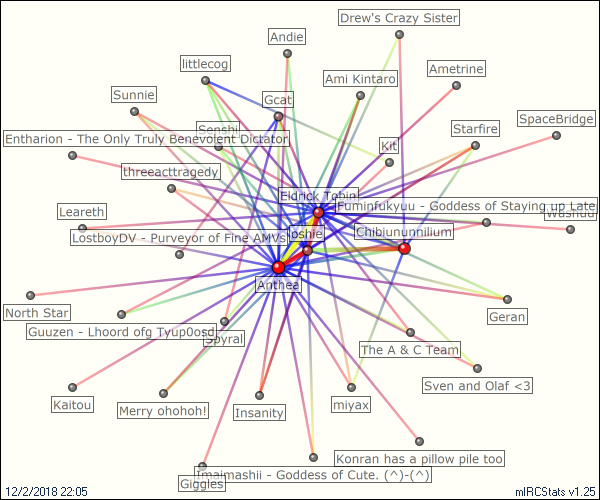 Drew's Crazy Sister
Andie
littlecog
Ami Kintaro
Ametrine
Sunnie
Gcat
SpaceBridge
Senshi
Starfire
Entharion - The Only Truly Benevolent Dictator
Kit
threeacttragedy
Eldrick Tobin
Fuminfukyuu - Goddess of Staying up Late
Leareth
Washuu
LostboyDV - Purveyor of Fine AMVs
oshie
Chibiununnilium
Anthea
North Star
Geran
Guuzen - Lhoord ofg Tyup0osd
Spyral
The A & C Team
Sven and Olaf <3
Kaitou
Merry ohohoh!
Insanity
miyax
Konran has a pillow pile too
Imaimashii - Goddess of Cute. (^)-(^)
Giggles
12/2/2018 22:05
mIRCStats v1.25